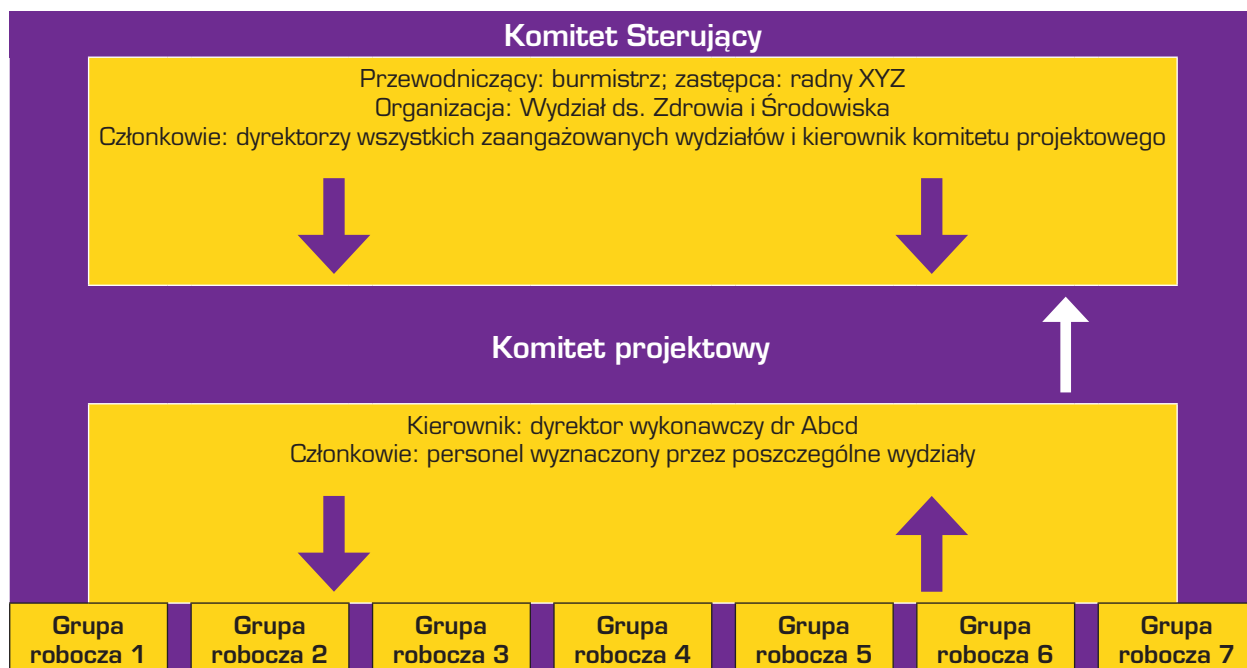 Komitet Sterujący
Przewodniczący: burmistrz; zastępca: radny XYZ
Organizacja: Wydział ds. Zdrowia i Środowiska
Członkowie: dyrektorzy wszystkich zaangażowanych wydziałów i kierownik komitetu projektowego
Komitet projektowy
Kierownik: dyrektor wykonawczy dr Abcd
Członkowie: personel wyznaczony przez poszczególne wydziały
Grupa
robocza 1
Grupa
robocza 2
Grupa
robocza 3
Grupa
robocza 4
Grupa
robocza 5
Grupa
robocza 6
Grupa
robocza 7